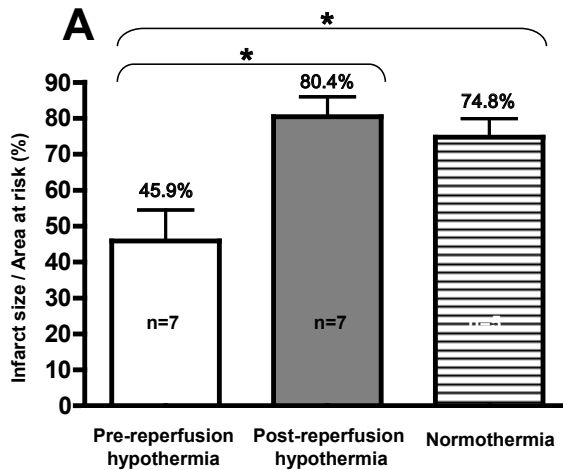 A
*
*
90
80
70
60
50
40
30
20
10
0
Infarct size / Area at risk (%)
45.9%
80.4%
74.8%
n=7
n=7
Pre-reperfusion
hypothermia
Post-reperfusion
hypothermia
Normothermia